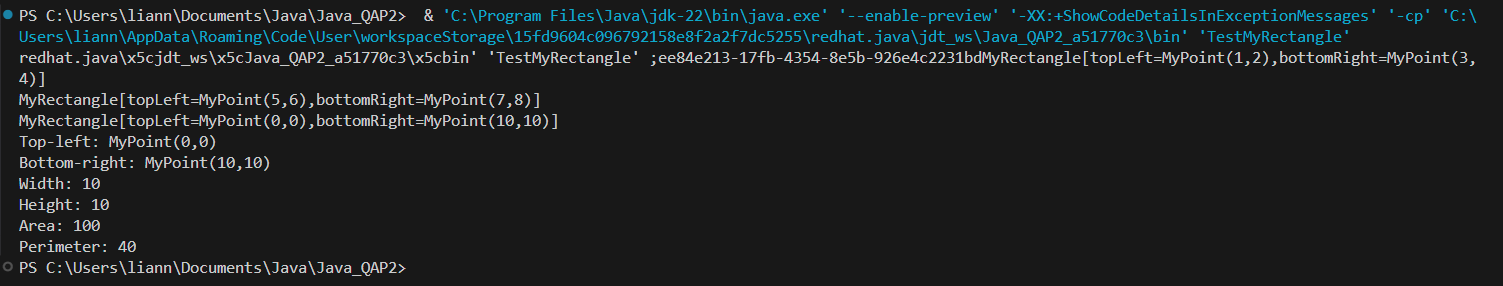 PS C:\Users\liann\Documents\Java\Java_QAP2>  & 'C:\Program Files\Java\jdk-22\bin\java.exe' '--enable-preview' '-XX:+ShowCodeDetailsInExceptionMessages' '-cp' 'C:\
Users\liann\AppData\Roaming\Code\User\workspaceStorage\15fd9604c096792158e8f2a2f7dc5255\redhat.java\jdt_ws\Java_QAP2_a51770c3\bin' 'TestMyRectangle'
redhat.java\x5cjdt_ws\x5cJava_QAP2_a51770c3\x5cbin' 'TestMyRectangle' ;ee84e213-17fb-4354-8e5b-926e4c2231bdMyRectangle[topLeft=MyPoint(1,2),bottomRight=MyPoint(3,
4)]
MyRectangle[topLeft=MyPoint(5,6),bottomRight=MyPoint(7,8)]
MyRectangle[topLeft=MyPoint(0,0),bottomRight=MyPoint(10,10)]
Top-left: MyPoint(0,0)
Bottom-right: MyPoint(10,10)
Width: 10
Height: 10
Area: 100
Perimeter: 40
PS C:\Users\liann\Documents\Java\Java_QAP2>